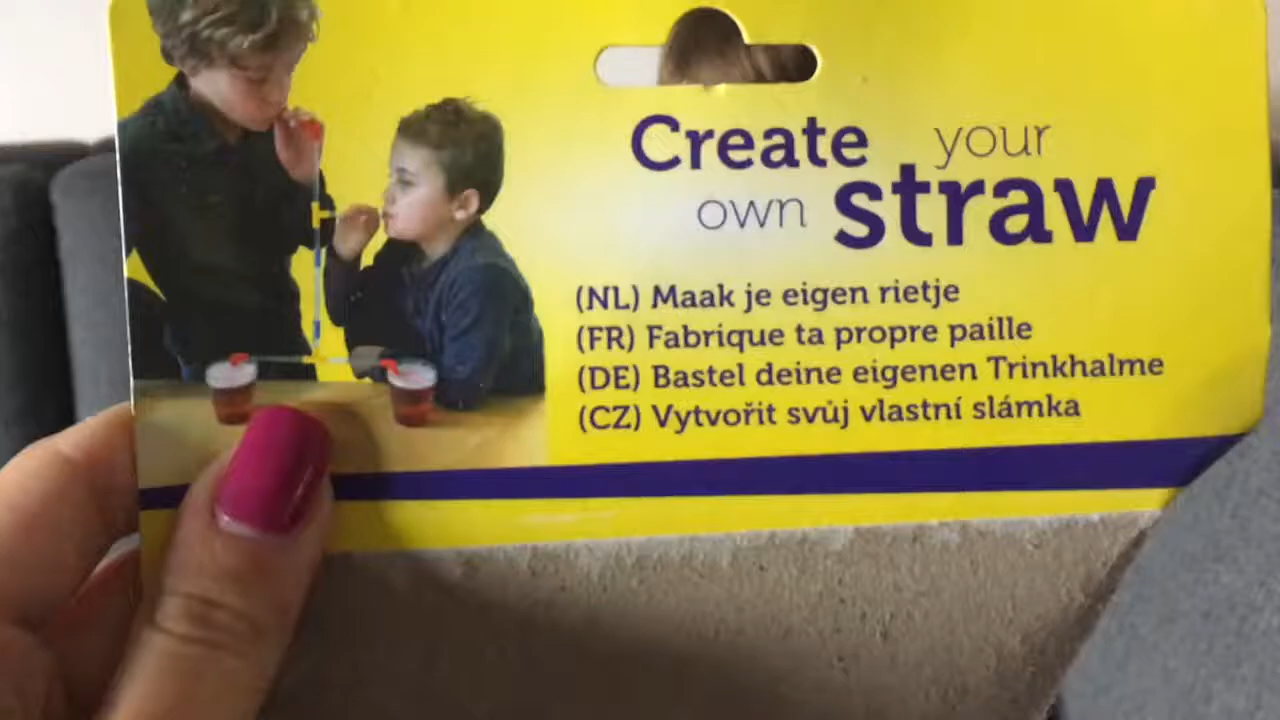 Create your
own straw
(NL) Maak je eigen rietje
(FR) Fabrique ta propre paille
(DE) Bastel deine eigenen Trinkhalme
(CZ) Vytvořit svůj vlastní slámka